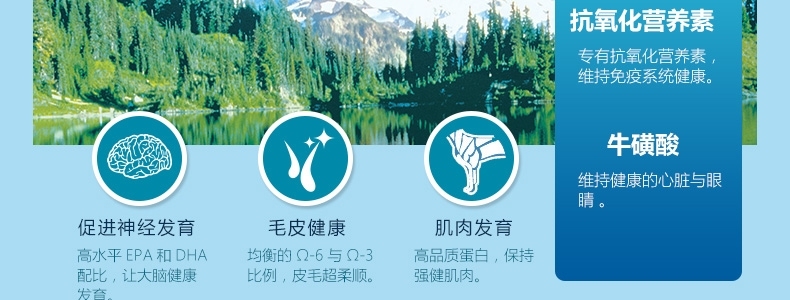 抗氧化营养素
专有抗氧化营养素，
维持免疫系统健康。
牛磺酸
维持健康的心脏与眼
睛 。
促进神经发育
高水平 EPA 和 DHA
配比，让大脑健康
发育。
毛皮健康
均衡的 Ω-6 与 Ω-3
比例，皮毛超柔顺。
肌肉发育
高品质蛋白，保持
强健肌肉。